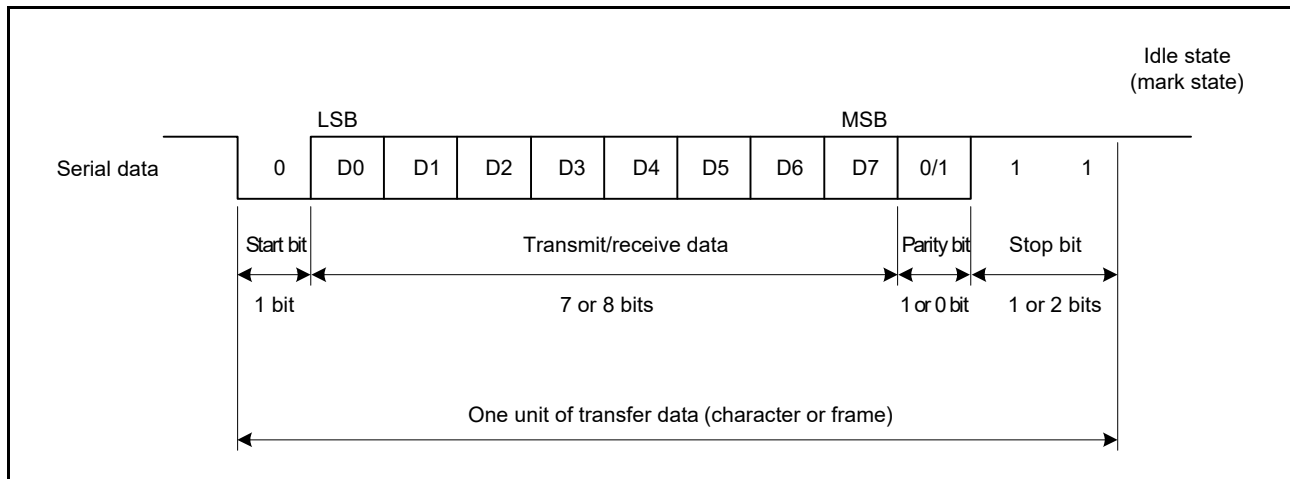 Idle state
(mark state)
LSB MSB
Serial data 0 D0 D1 D2 D3 D4 D5 D6 D7 0/1 1 1
Start bit Transmit/receive data Parity bit Stop bit
1 bit 7 or 8 bits 1 or 0 bit 1 or 2 bits
One unit of transfer data (character or frame)